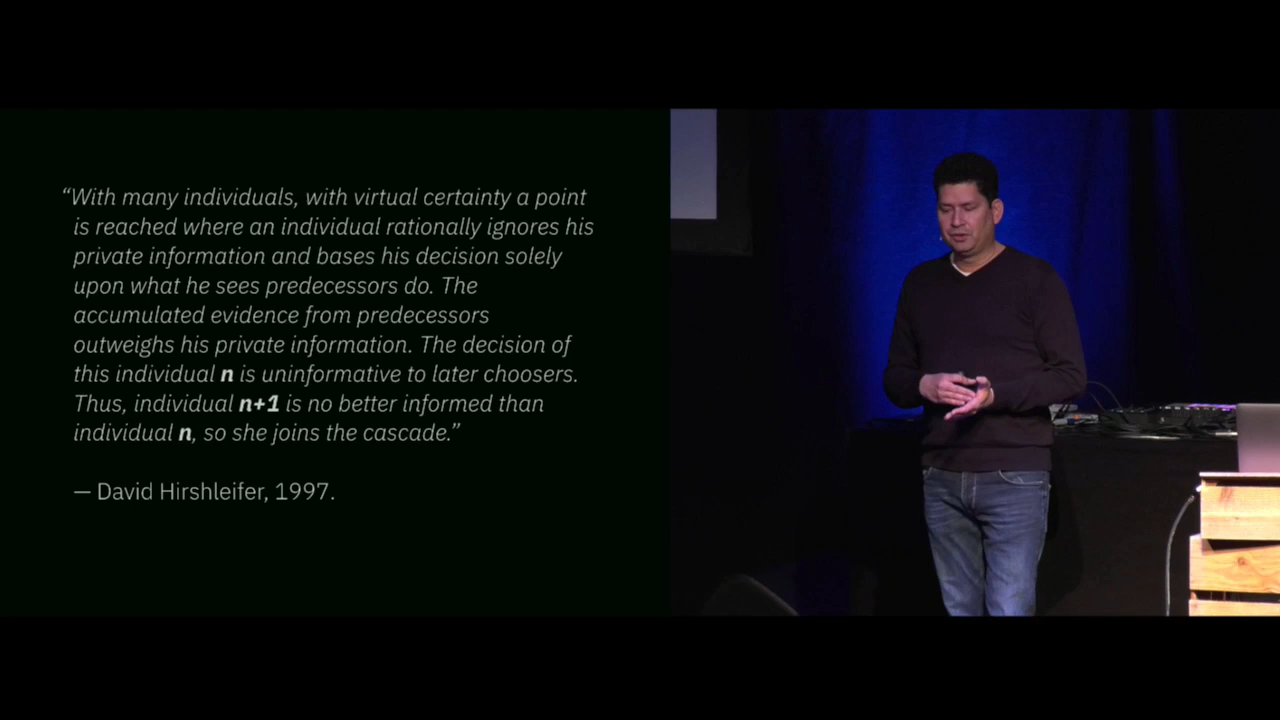 “With many individuals, with virtual certainty a point
is reached where an individual rationally ignores his
private information and bases his decision solely
upon what he sees predecessors do. The
accumulated evidence from predecessors
outweighs his private information. The decision of
this individual n is uninformative to later choosers.
Thus, individual n+1 is no better informed than
individual n, so she joins the cascade.”
— David Hirshleifer, 1997.